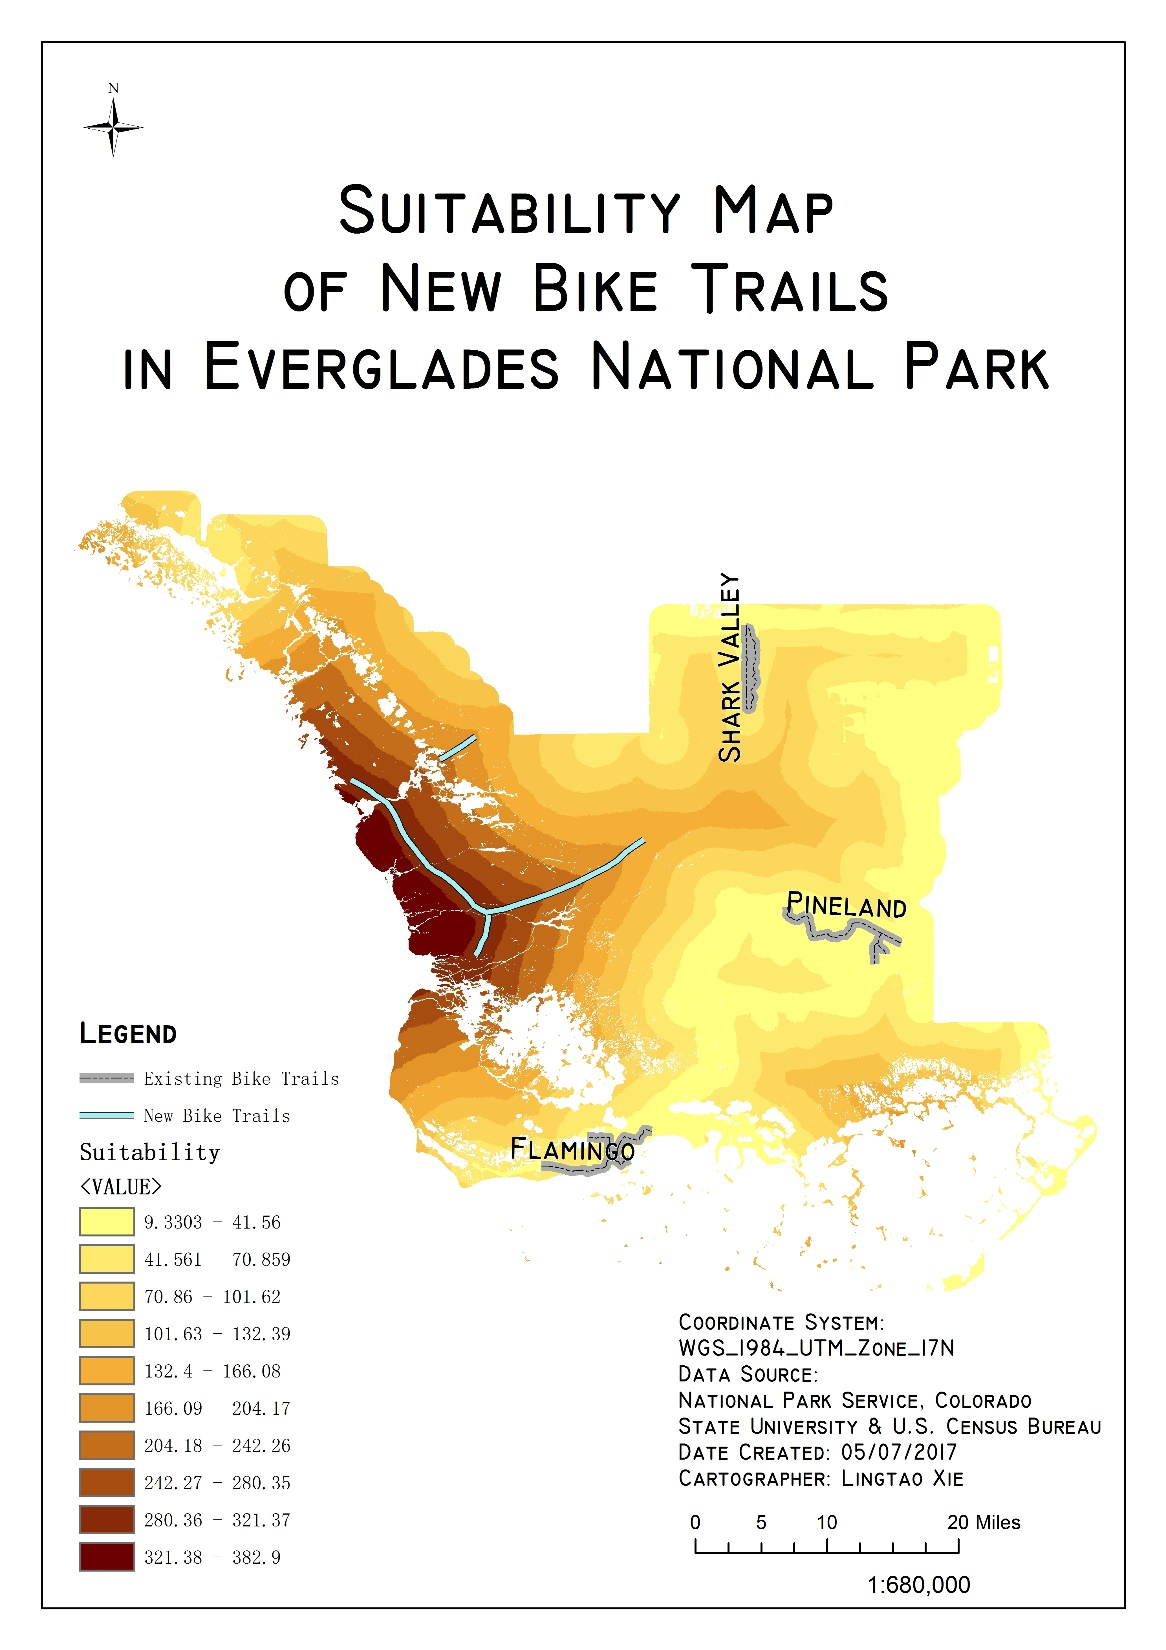 N
SUITABILITY MAP
OF NEW BIKE TRAILS
IN EVERGLADES NATIONAL PARK
SHARK VALLEY
PINELAND
FLAMINGO
LEGEND
Existing Bike Trails
New Bike Trails
Suitability
<VALUE>
9.3303 - 41.56
41.561 70.859
70.86 - 101.62
101.63 - 132.39
132.4 - 166.08
166.09 204.17
204.18 - 242.26
242.27 - 280.35
280.36 - 321.37
321.38 - 382.9
COORDINATE SYSTEM:
WGS_1984_UTM_ZONE_17N
DATA SOURCE:
NATIONAL PARK SERVICE, COLORADO
STATE UNIVERSITY & U.S. CENSUS BUREAU
DATE CREATED: 05/07/2017
CARTOGRAPHER: LINGTAO XIE
0 5 10 20 Miles
1:680,000